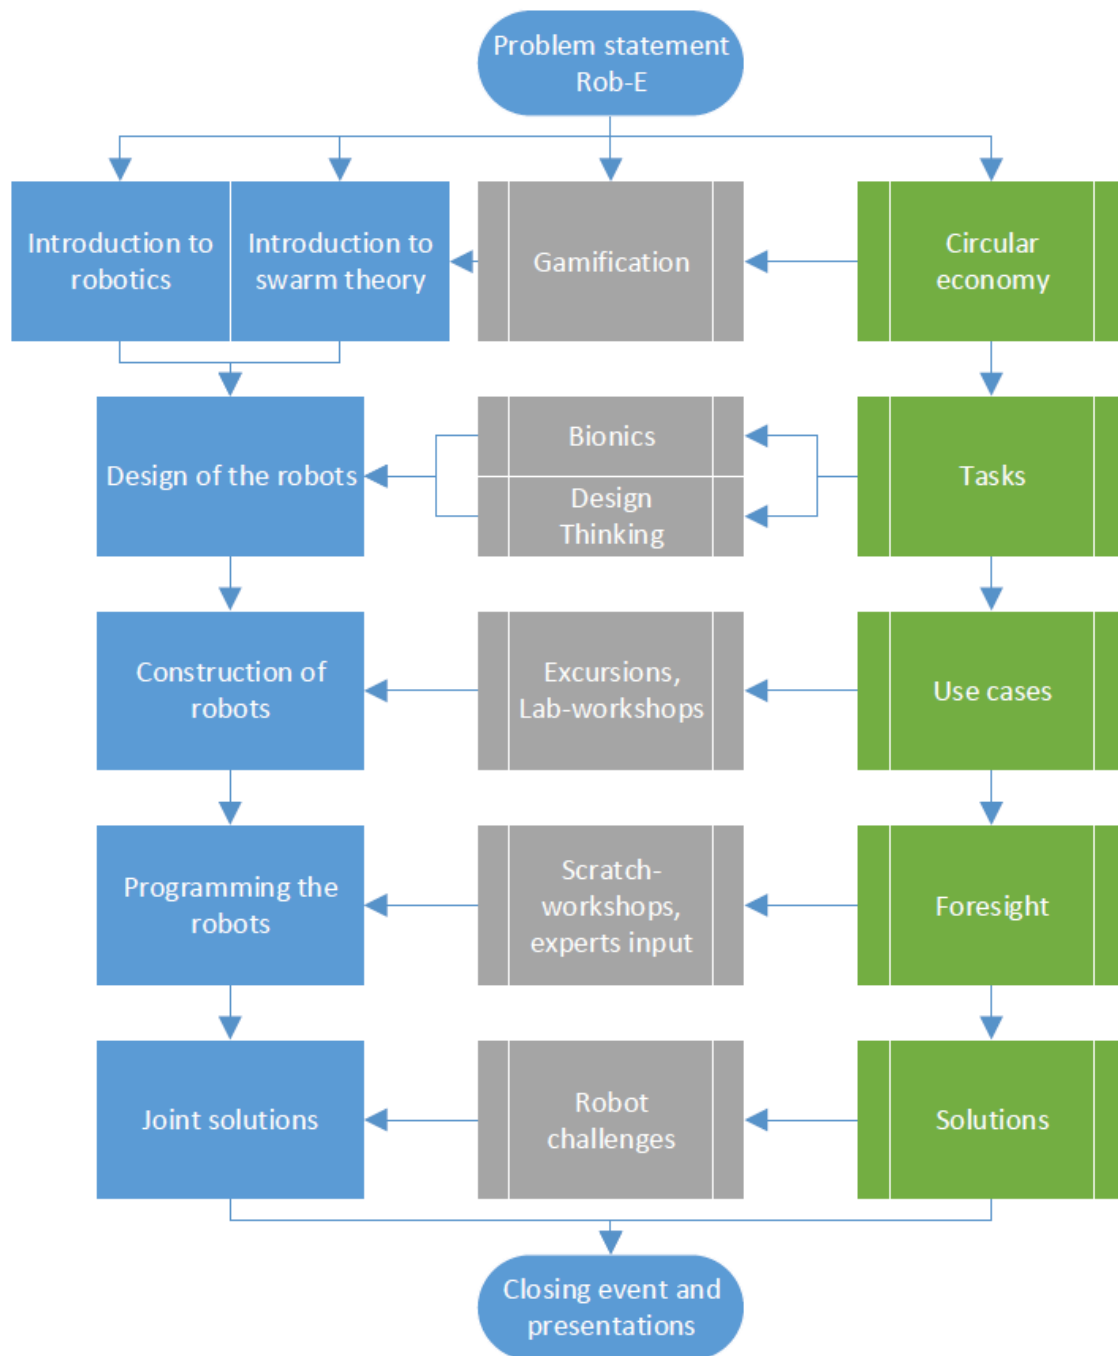 Problem statement
Rob-E
Introduction to
robotics
Introduction to
swarm theory
Gamification
Circular
economy
Design of the robots
Bionics
Design
Thinking
Tasks
Construction of
robots
Excursions,
Lab-workshops
Use cases
Programming the
robots
Scratch-
workshops,
experts input
Foresight
Joint solutions
Robot
challenges
Solutions
Closing event and
presentations